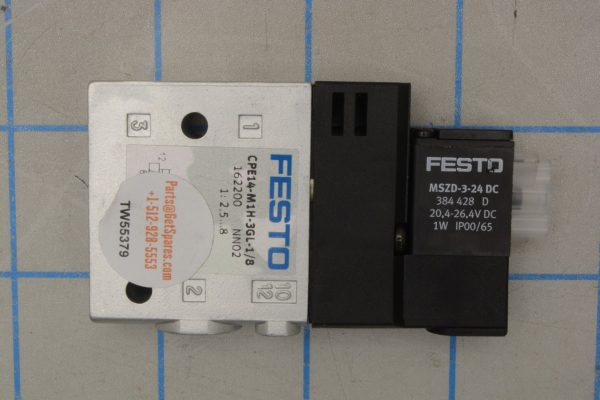 FESTO
CPE14-M1H-3GL-1/8
162200 NN02
1: 2,5...8
3
1
2
10
12
12
Parts@GetSpares.com
+1-512-928-5553
TW55379
FESTO
MSZD-3-24 DC
384 428 D
20,4-26,4V DC
1W IP00/65